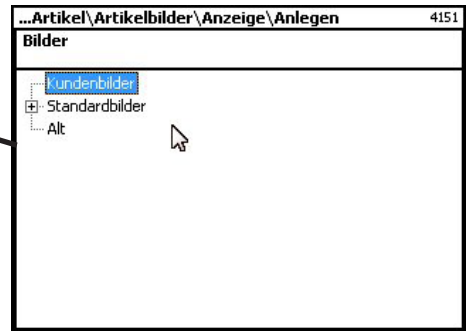 ...Artikel\Artikelbilder\Anzeige\Anlegen 4151
Bilder
Kundenbilder
Standardbilder
Alt